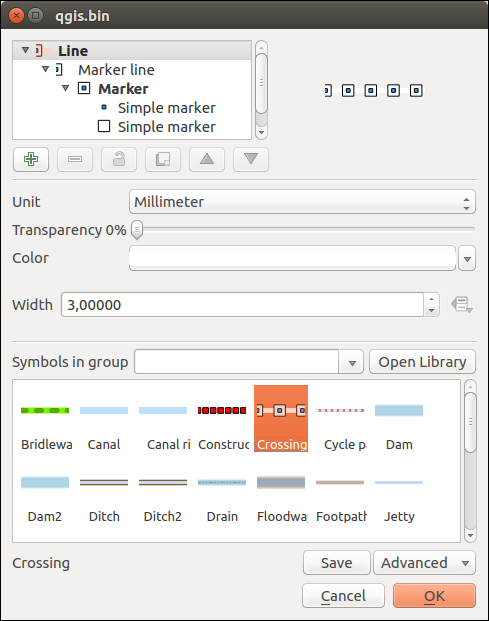 qgis.bin
Line
Marker line
Marker
Simple marker
Simple marker
Unit Millimeter
Transparency 0%
Color
Width 3,00000
Symbols in group Open Library
Bridlewa Canal Canal ri Construc Crossing Cycle pa Dam
Dam2 Ditch Ditch2 Drain Floodwa Footpath Jetty
Crossing Save Advanced
Cancel OK